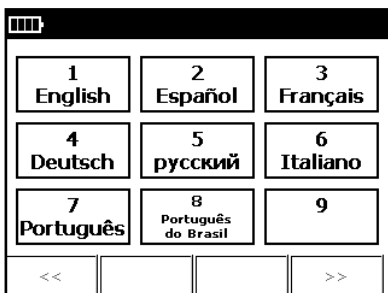 1 2 3
English Español Français
4 5 6
Deutsch русский Italiano
7 8 9
Português Português do Brasil
<< >>